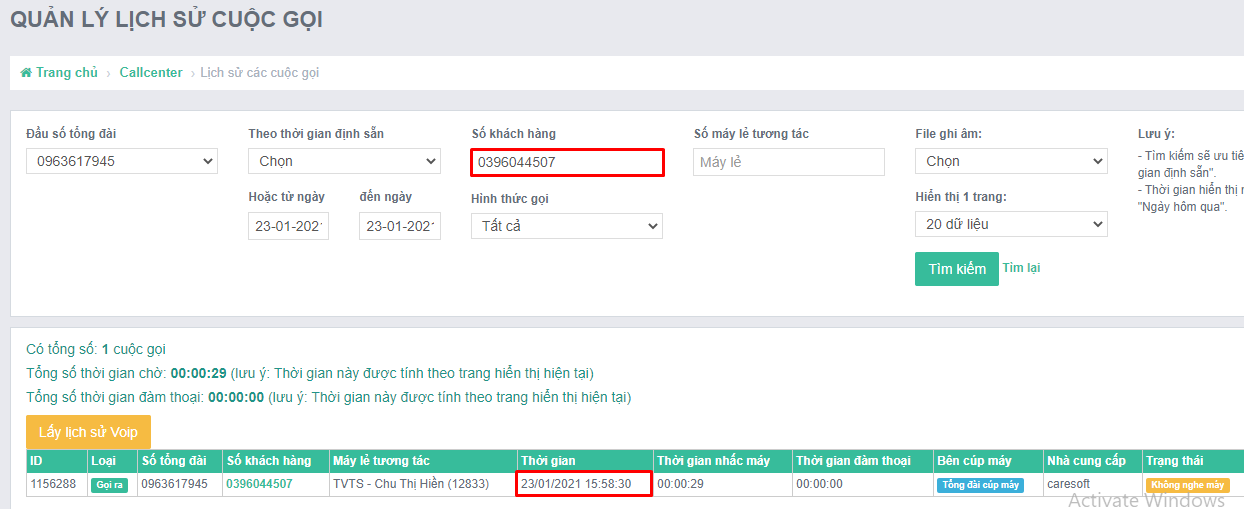 QUẢN LÝ LỊCH SỬ CUỘC GỌI
Trang chủ › Callcenter › Lịch sử các cuộc gọi
Đầu số tổng đài
Theo thời gian định sẵn
Số khách hàng
Số máy lẻ tương tác
File ghi âm:
Lưu ý:
0963617945
Chọn
0396044507
Máy lẻ
Chọn
- Tìm kiếm sẽ ưu tiê
gian định sẵn".
- Thời gian hiển thị
"Ngày hôm qua".
Hoặc từ ngày
đến ngày
Hình thức gọi
Hiển thị 1 trang:
23-01-202
23-01-202
Tất cả
20 dữ liệu
Tìm kiếm Tìm lại
Có tổng số: 1 cuộc gọi
Tổng số thời gian chờ: 00:00:29 (lưu ý: Thời gian này được tính theo trang hiển thị hiện tại)
Tổng số thời gian đàm thoại: 00:00:00 (lưu ý: Thời gian này được tính theo trang hiển thị hiện tại)
Lấy lịch sử Voip
ID Loại Số tổng đài Số khách hàng Máy lẻ tương tác Thời gian Thời gian nhấc máy Thời gian đàm thoại Bên cúp máy Nhà cung cấp Trạng thái
1156288 Gọi ra 0963617945 0396044507 TVTS - Chu Thị Hiền (12833) 23/01/2021 15:58:30 00:00:29 00:00:00 Tổng đài cúp máy caresoft Không nghe máy
Activate Windows